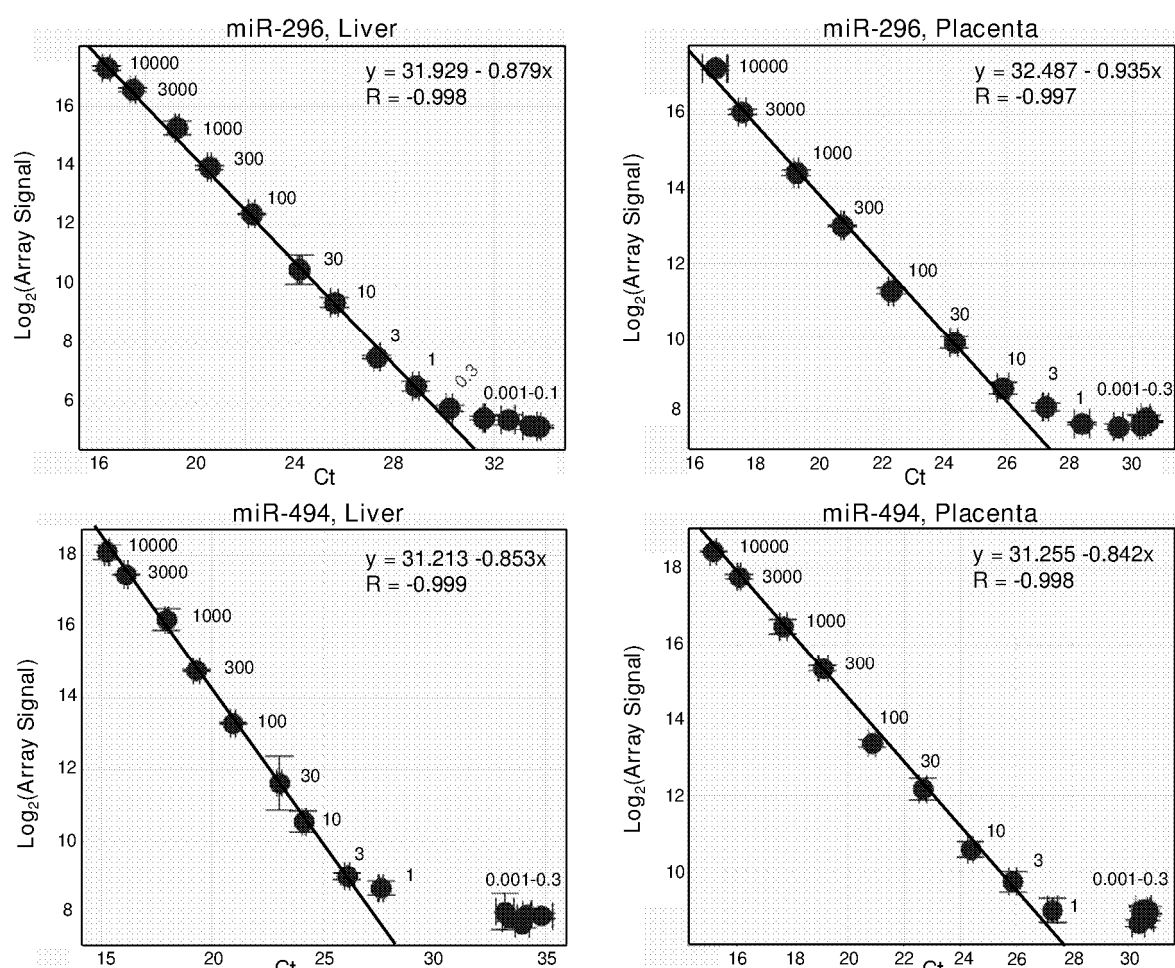 miR-296, Liver
y = 31.929 - 0.879x
R = -0.998
10000
3000
1000
300
100
30
10
3
1
0.3
0.001-0.1
16
14
12
10
8
6
Log2(Array Signal)
16 20 24 28 32
Ct
miR-296, Placenta
y = 32.487 - 0.935x
R = -0.997
10000
3000
1000
300
100
30
10
3
1
0.001-0.3
16
14
12
10
8
Log2(Array Signal)
16 18 20 22 24 26 28 30
Ct
miR-494, Liver
y = 31.213 -0.853x
R = -0.999
10000
3000
1000
300
100
30
10
3
1
0.001-0.3
18
16
14
12
10
8
Log2(Array Signal)
15 20 25 30 35
Ct
miR-494, Placenta
y = 31.255 -0.842x
R = -0.998
10000
3000
1000
300
100
30
10
3
1
0.001-0.3
18
16
14
12
10
Log2(Array Signal)
16 18 20 22 24 26 28 30
Ct